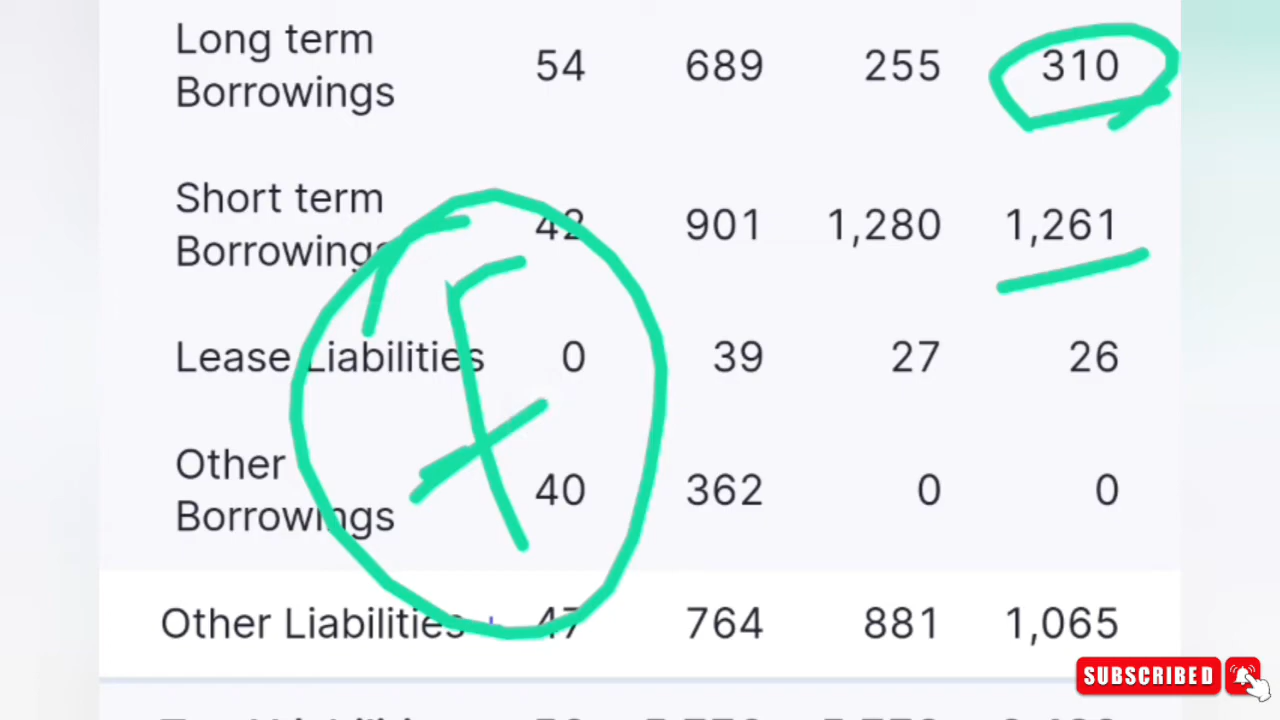 Long term
Borrowings 54 689 255 310
Short term
Borrowings 42 901 1,280 1,261
Lease Liabilities 0 39 27 26
Other
Borrowings 40 362 0 0
Other Liabilities + 47 764 881 1,065
SUBSCRIBED